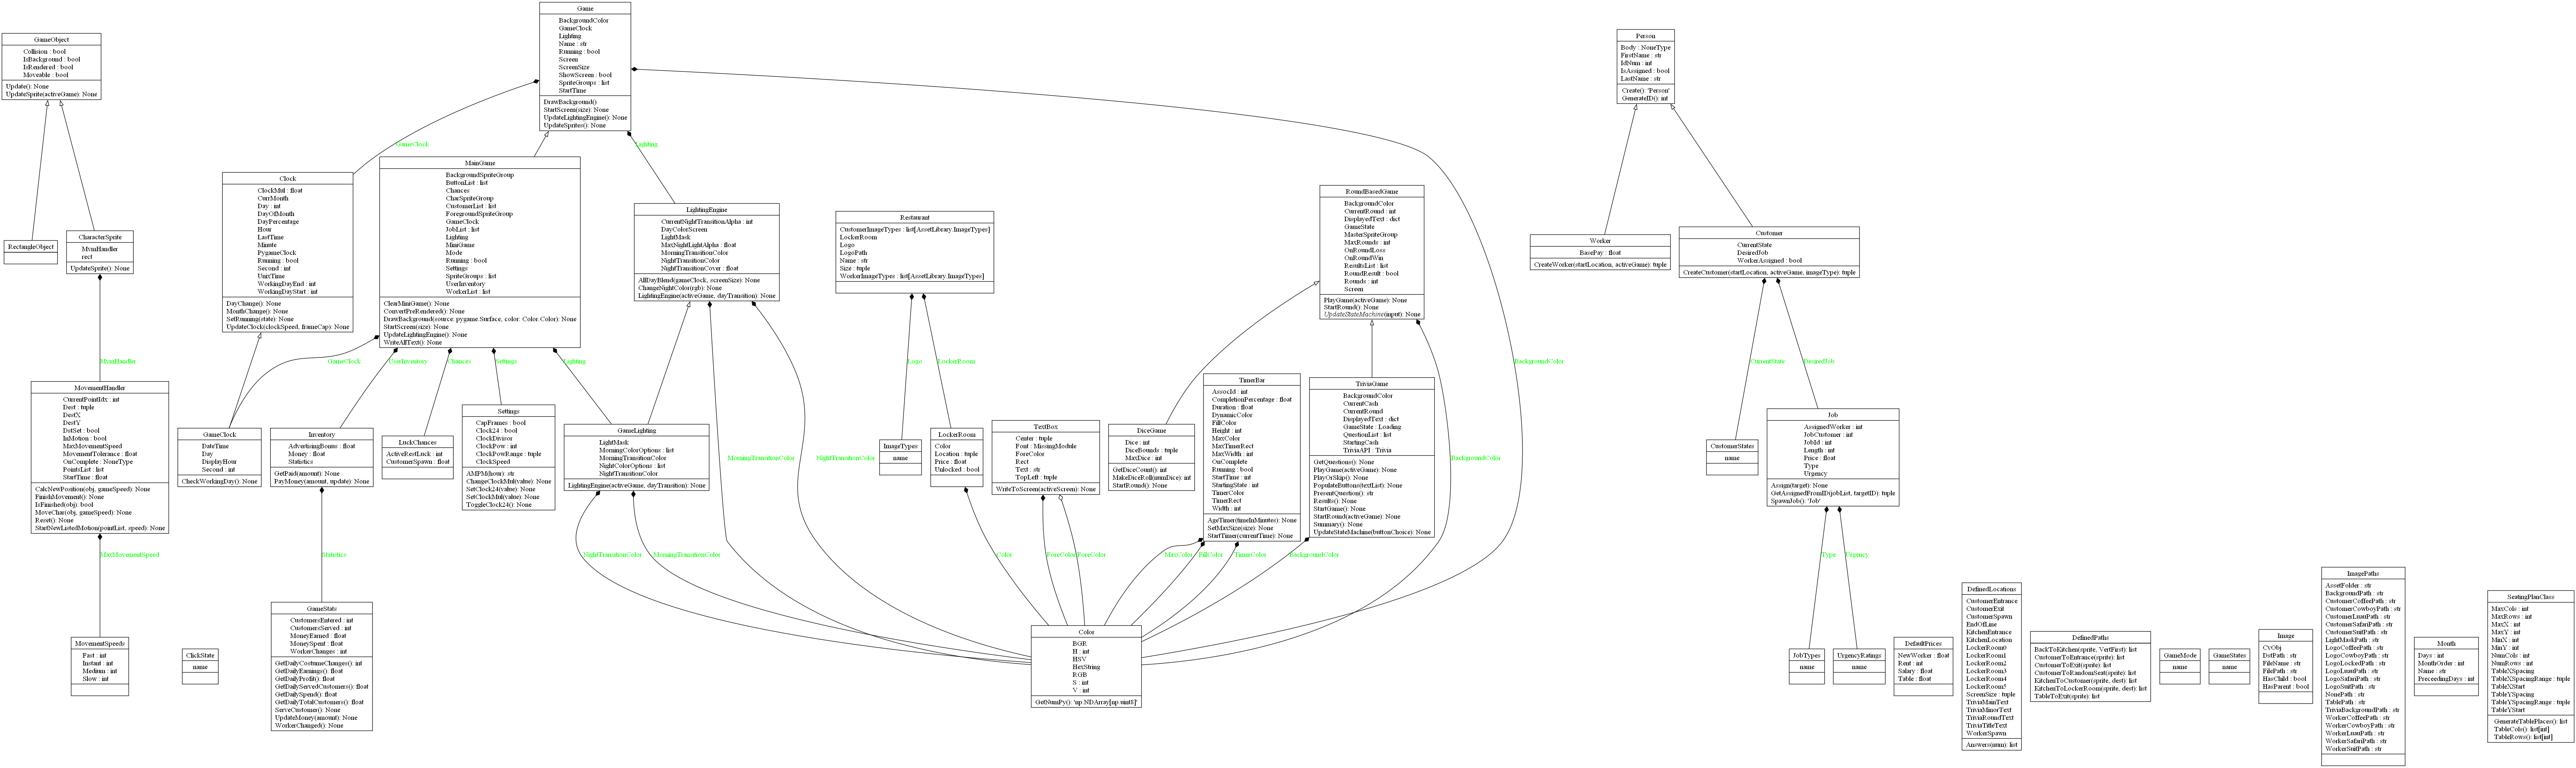 Game
BackgroundColor
GameClock
Lighting
Name : str
Running : bool
Screen
ScreenSize
ShowScreen : bool
SpriteGroups : list
StartTime
DrawBackground()
StartScreen(size): None
UpdateLightingEngine(): None
UpdateSprites(): None
GameObject
Collision : bool
IsBackground : bool
IsRendered : bool
Moveable : bool
Update(): None
UpdateSprite(activeGame): None
Person
Body : NoneType
FirstName : str
IdNum : int
IsAssigned : bool
LastName : str
Create(): 'Person'
GenerateID(): int
GameClock
Lighting
Clock
ClockMul : float
CurrMonth
Day : int
DayOfMonth
DayPercentage
Hour
LastTime
Minute
PygameClock
Running : bool
Second : int
UnixTime
WorkingDayEnd : int
WorkingDayStart : int
DayChange(): None
MonthChange(): None
SetRunning(state): None
UpdateClock(clockSpeed, frameCap): None
MainGame
BackgroundSpriteGroup
ButtonList : list
Chances
CharSpriteGroup
CustomerList : list
ForegroundSpriteGroup
GameClock
JobList : list
Lighting
MiniGame
Mode
Running : bool
Settings
SpriteGroups : list
UserInventory
WorkerList : list
ClearMiniGame(): None
ConvertPreRendered(): None
DrawBackground(source: pygame.Surface, color: Color.Color): None
StartScreen(size): None
UpdateLightingEngine(): None
WriteAllText(): None
LightingEngine
CurrentNightTransitionAlpha : int
DayColorScreen
LightMask
MaxNightLightAlpha : float
MorningTransitionColor
NightTransitionColor
NightTransitionCover : float
AllDayBlend(gameClock, screenSize): None
ChangeNightColor(rgb): None
LightingEngine(activeGame, dayTransition): None
Restaurant
CustomerImageTypes : list[AssetLibrary.ImageTypes]
LockerRoom
Logo
LogoPath
Name : str
Size : tuple
WorkerImageTypes : list[AssetLibrary.ImageTypes]
RoundBasedGame
BackgroundColor
CurrentRound : int
DisplayedText : dict
GameState
MasterSpriteGroup
MaxRounds : int
OnRoundLoss
OnRoundWin
ResultsList : list
RoundResult : bool
Rounds : int
Screen
PlayGame(activeGame): None
StartRound(): None
UpdateStateMachine(input): None
RectangleObject
CharacterSprite
MvmHandler
rect
UpdateSprite(): None
Worker
BasePay : float
CreateWorker(startLocation, activeGame): tuple
Customer
CurrentState
DesiredJob
WorkerAssigned : bool
CreateCustomer(startLocation, activeGame, imageType): tuple
MvmHandler
GameClock
UserInventory
Chances
Settings
Lighting
Logo
LockerRoom
BackgroundColor
CurrentState
DesiredJob
MovementHandler
CurrentPointIdx : int
Dest : tuple
DestX
DestY
DstSet : bool
InMotion : bool
MaxMovementSpeed
MovementTolerance : float
OnComplete : NoneType
PointsList : list
StartTime : float
CalcNewPosition(obj, gameSpeed): None
FinishMovement(): None
IsFinished(obj): bool
MoveChar(obj, gameSpeed): None
Reset(): None
StartNewListedMotion(pointList, speed): None
GameClock
DateTime
Day
DisplayHour
Second : int
CheckWorkingDay(): None
Inventory
AdvertisingBonus : float
Money : float
Statistics
GetPaid(amount): None
PayMoney(amount, update): None
LuckChances
ActiveRestLuck : int
CustomerSpawn : float
Settings
CapFrames : bool
Clock24 : bool
ClockDivisor
ClockPow : int
ClockPowRange : tuple
ClockSpeed
AMPM(hour): str
ChangeClockMul(value): None
SetClock24(value): None
SetClockMul(value): None
ToggleClock24(): None
GameLighting
LightMask
MorningColorOptions : list
MorningTransitionColor
NightColorOptions : list
NightTransitionColor
LightingEngine(activeGame, dayTransition): None
MorningTransitionColor
NightTransitionColor
ImageTypes
name
LockerRoom
Color
Location : tuple
Price : float
Unlocked : bool
TextBox
Center : tuple
Font : MissingModule
ForeColor
Rect
Text : str
TopLeft : tuple
WriteToScreen(activeScreen): None
DiceGame
Dice : int
DiceBounds : tuple
MaxDice : int
GetDiceCount(): int
MakeDiceRoll(numDice): int
StartRound(): None
TimerBar
AssocId : int
CompletionPercentage : float
Duration : float
DynamicColor
FillColor
Height : int
MaxColor
MaxTimerRect
MaxWidth : int
OnComplete
Running : bool
StartTime : int
StartingState : int
TimerColor
TimerRect
Width : int
AgeTimer(timeInMinutes): None
SetMaxSize(size): None
StartTimer(currentTime): None
TriviaGame
BackgroundColor
CurrentCash
CurrentRound
DisplayedText : dict
GameState : Loading
QuestionList : list
StartingCash
TriviaAPI : Trivia
GetQuestions(): None
PlayGame(activeGame): None
PlayOrSkip(): None
PopulateButtons(textList): None
PresentQuestion(): str
Results(): None
StartGame(): None
StartRound(activeGame): None
Summary(): None
UpdateStateMachine(buttonChoice): None
BackgroundColor
CustomerStates
name
Job
AssignedWorker : int
JobCustomer : int
JobId : int
Length : int
Price : float
Type
Urgency
Assign(target): None
GetAssignedFromID(jobList, targetID): tuple
SpawnJob(): 'Job'
MaxMovementSpeed
Statistics
NightTransitionColor
MorningTransitionColor
Color
ForeColor
ForeColor
MaxColor
FillColor
TimerColor
BackgroundColor
Type
Urgency
MovementSpeeds
Fast : int
Instant : int
Medium : int
Slow : int
ClickState
name
GameStats
CustomersEntered : int
CustomersServed : int
MoneyEarned : float
MoneySpent : float
WorkerChanges : int
GetDailyCostumeChanges(): int
GetDailyEarnings(): float
GetDailyProfit(): float
GetDailyServedCustomers(): float
GetDailySpend(): float
GetDailyTotalCustomers(): float
ServeCustomer(): None
UpdateMoney(amount): None
WorkerChanged(): None
Color
BGR
H : int
HSV
HexString
RGB
S : int
V : int
GetNumPy(): 'np.NDArray[np.uint8]'
JobTypes
name
UrgencyRatings
name
DefaultPrices
NewWorker : float
Rent : int
Salary : float
Table : float
DefinedLocations
CustomerEntrance
CustomerExit
CustomerSpawn
EndOfLine
KitchenEntrance
KitchenLocation
LockerRoom0
LockerRoom1
LockerRoom2
LockerRoom3
LockerRoom4
LockerRoom5
ScreenSize : tuple
TriviaMainText
TriviaMinorText
TriviaRoundText
TriviaTitleText
WorkerSpawn
Answers(num): list
DefinedPaths
BackToKitchen(sprite, VertFirst): list
CustomerToEntrance(sprite): list
CustomerToExit(sprite): list
CustomerToRandomSeat(sprite): list
KitchenToCustomer(sprite, dest): list
KitchenToLockerRoom(sprite, dest): list
TableToExit(sprite): list
GameMode
name
GameStates
name
Image
CvObj
DstPath : str
FileName : str
FilePath : str
HasChild : bool
HasParent : bool
ImagePaths
AssetFolder : str
BackgroundPath : str
CustomerCoffeePath : str
CustomerCowboyPath : str
CustomerLuauPath : str
CustomerSafariPath : str
CustomerSuitPath : str
LightMaskPath : str
LogoCoffeePath : str
LogoCowboyPath : str
LogoLockedPath : str
LogoLuauPath : str
LogoSafariPath : str
LogoSuitPath : str
NonePath : str
TablePath : str
TriviaBackgroundPath : str
WorkerCoffeePath : str
WorkerCowboyPath : str
WorkerLuauPath : str
WorkerSafariPath : str
WorkerSuitPath : str
Month
Days : int
MonthOrder : int
Name : str
PreceedingDays : int
SeatingPlanClass
MaxCols : int
MaxRows : int
MaxX : int
MaxY : int
MinX : int
MinY : int
NumCols : int
NumRows : int
TableXSpacing
TableXSpacingRange : tuple
TableXStart
TableYSpacing
TableYSpacingRange : tuple
TableYStart
GenerateTablePlaces(): list
TableCols(): list[int]
TableRows(): list[int]